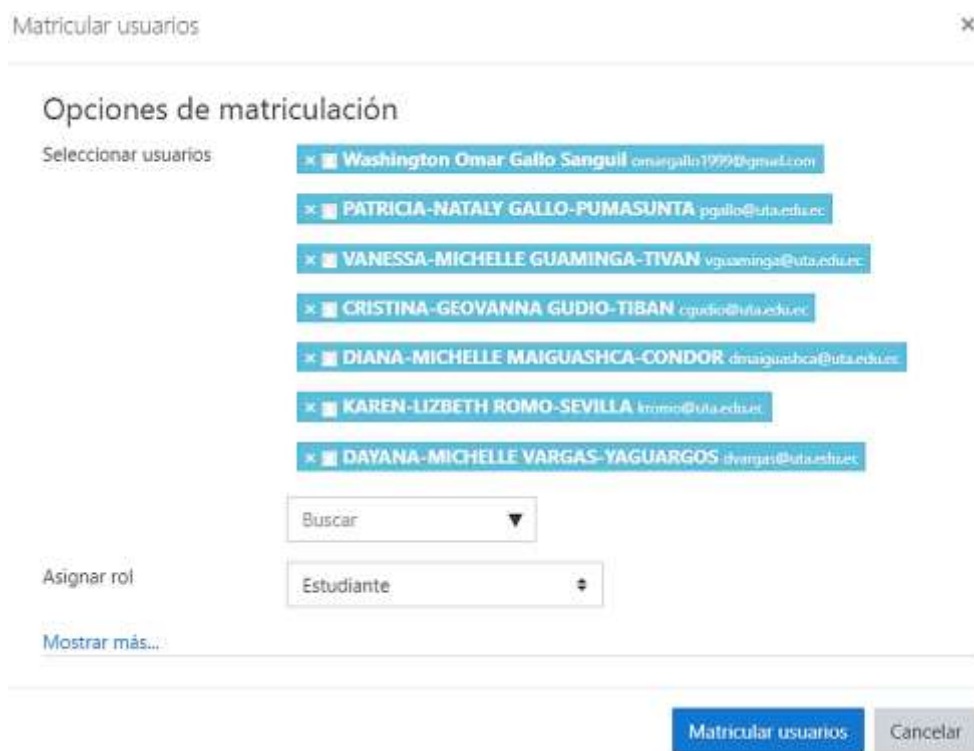 Matricular usuarios ×
Opciones de matriculación
Seleccionar usuarios
× Washington Omar Gallo Sanguil omargallo1999@gmail.com
× PATRICIA-NATALY GALLO-PUMASUNTA pgallo@uta.edu.ec
× VANESSA-MICHELLE GUAMINGA-TIVAN vguaminga@uta.edu.ec
× CRISTINA-GEOVANNA GUDIO-TIBAN cgudio@uta.edu.ec
× DIANA-MICHELLE MAIGUASHCA-CONDOR dmaiguashca@uta.edu.ec
× KAREN-LIZBETH ROMO-SEVILLA kromo@uta.edu.ec
× DAYANA-MICHELLE VARGAS-YAGUARGOS dvargas@uta.edu.ec
Buscar ▼
Asignar rol Estudiante
Mostrar más...
Matricular usuarios Cancelar